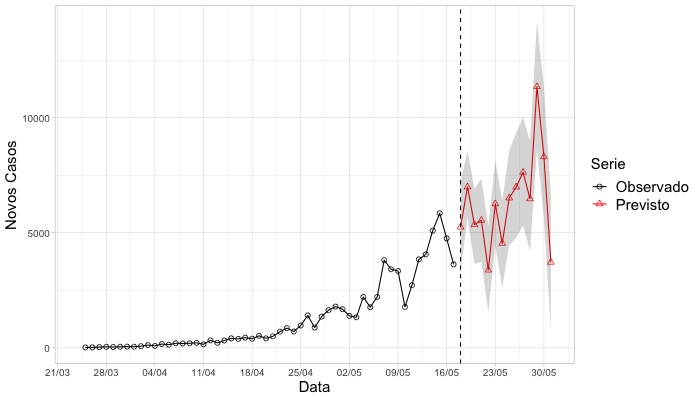 Novos Casos
10000
5000
0
21/03 28/03 04/04 11/04 18/04 25/04 02/05 09/05 16/05 23/05 30/05
Data
Serie
Observado
Previsto